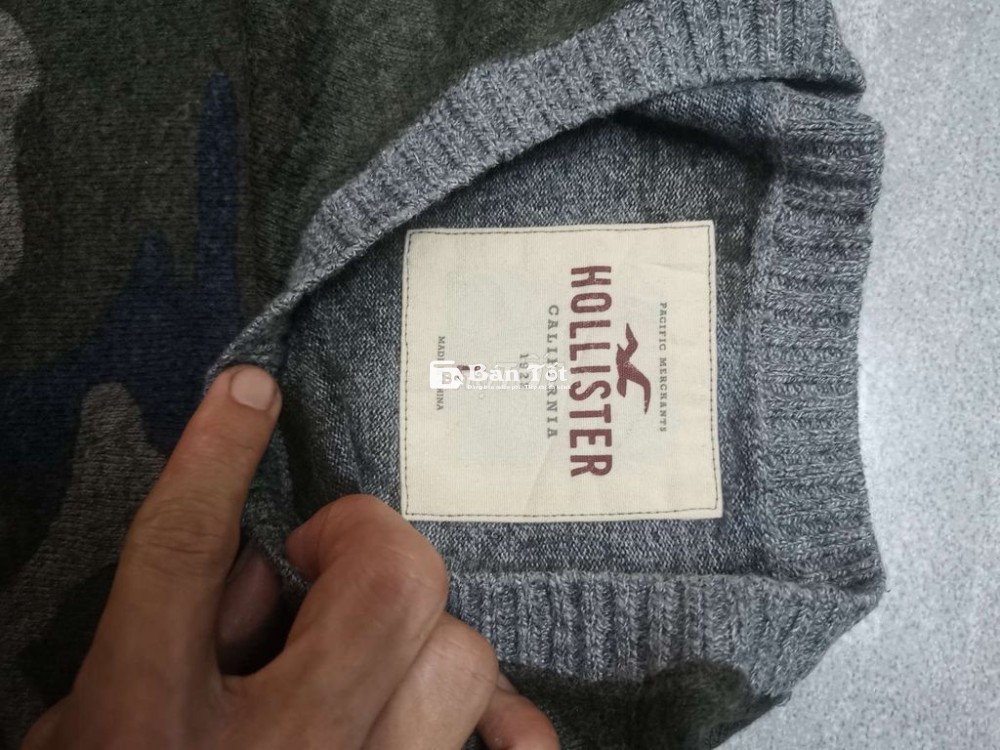 PACIFIC MERCHANTS
HOLLISTER
CALIFORNIA
Bán Tốt